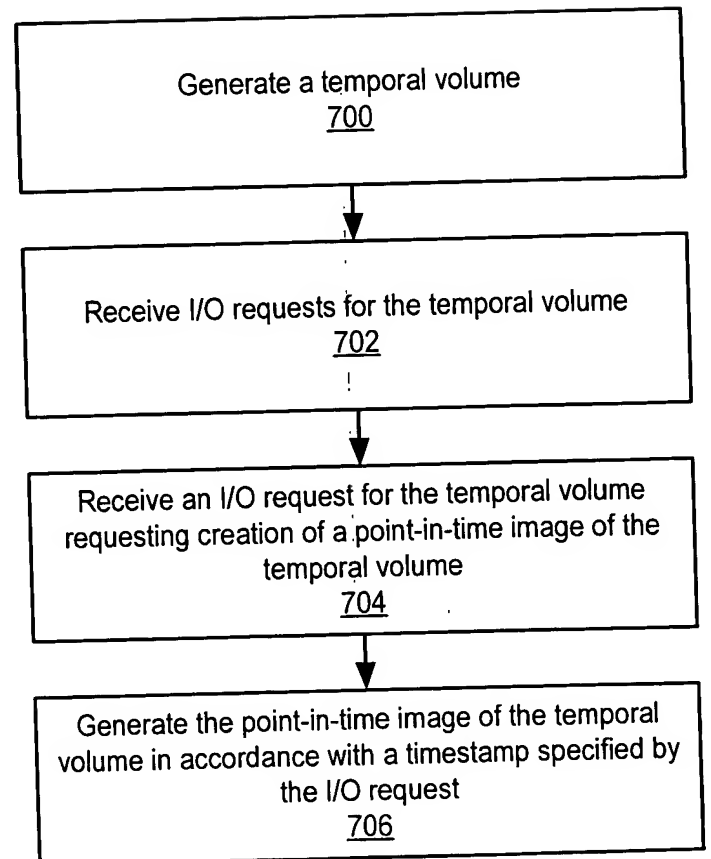 Generate a temporal volume
700
Receive I/O requests for the temporal volume
702
Receive an I/O request for the temporal volume
requesting creation of a point-in-time image of the
temporal volume
704
Generate the point-in-time image of the temporal
volume in accordance with a timestamp specified by
the I/O request
706